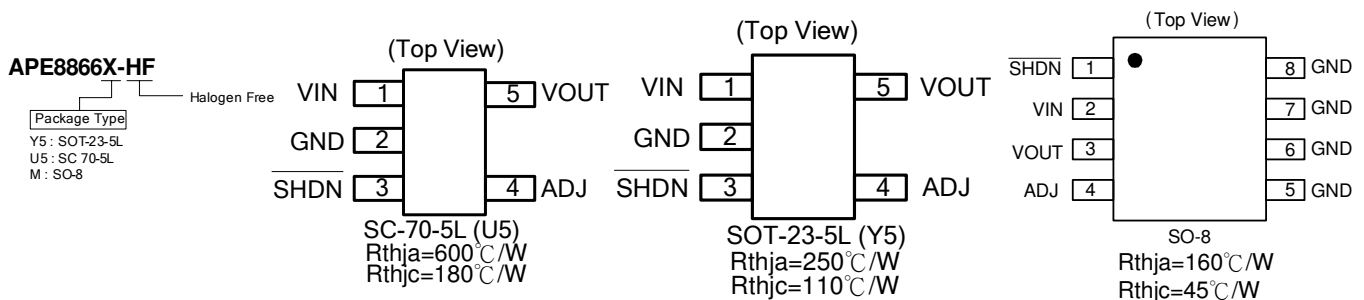 APE8866X-HF
Halogen Free
Package Type
Y5 : SOT-23-5L
U5 : SC 70-5L
M : SO-8
(Top View)
VIN 1 5 VOUT
GND 2
SHDN 3 4 ADJ
SC-70-5L (U5)
Rthja=600℃/W
Rthjc=180℃/W
(Top View)
VIN 1 5 VOUT
GND 2
SHDN 3 4 ADJ
SOT-23-5L (Y5)
Rthja=250℃/W
Rthjc=110℃/W
(Top View)
SHDN 1 8 GND
VIN 2 7 GND
VOUT 3 6 GND
ADJ 4 5 GND
SO-8
Rthja=160℃/W
Rthjc=45℃/W